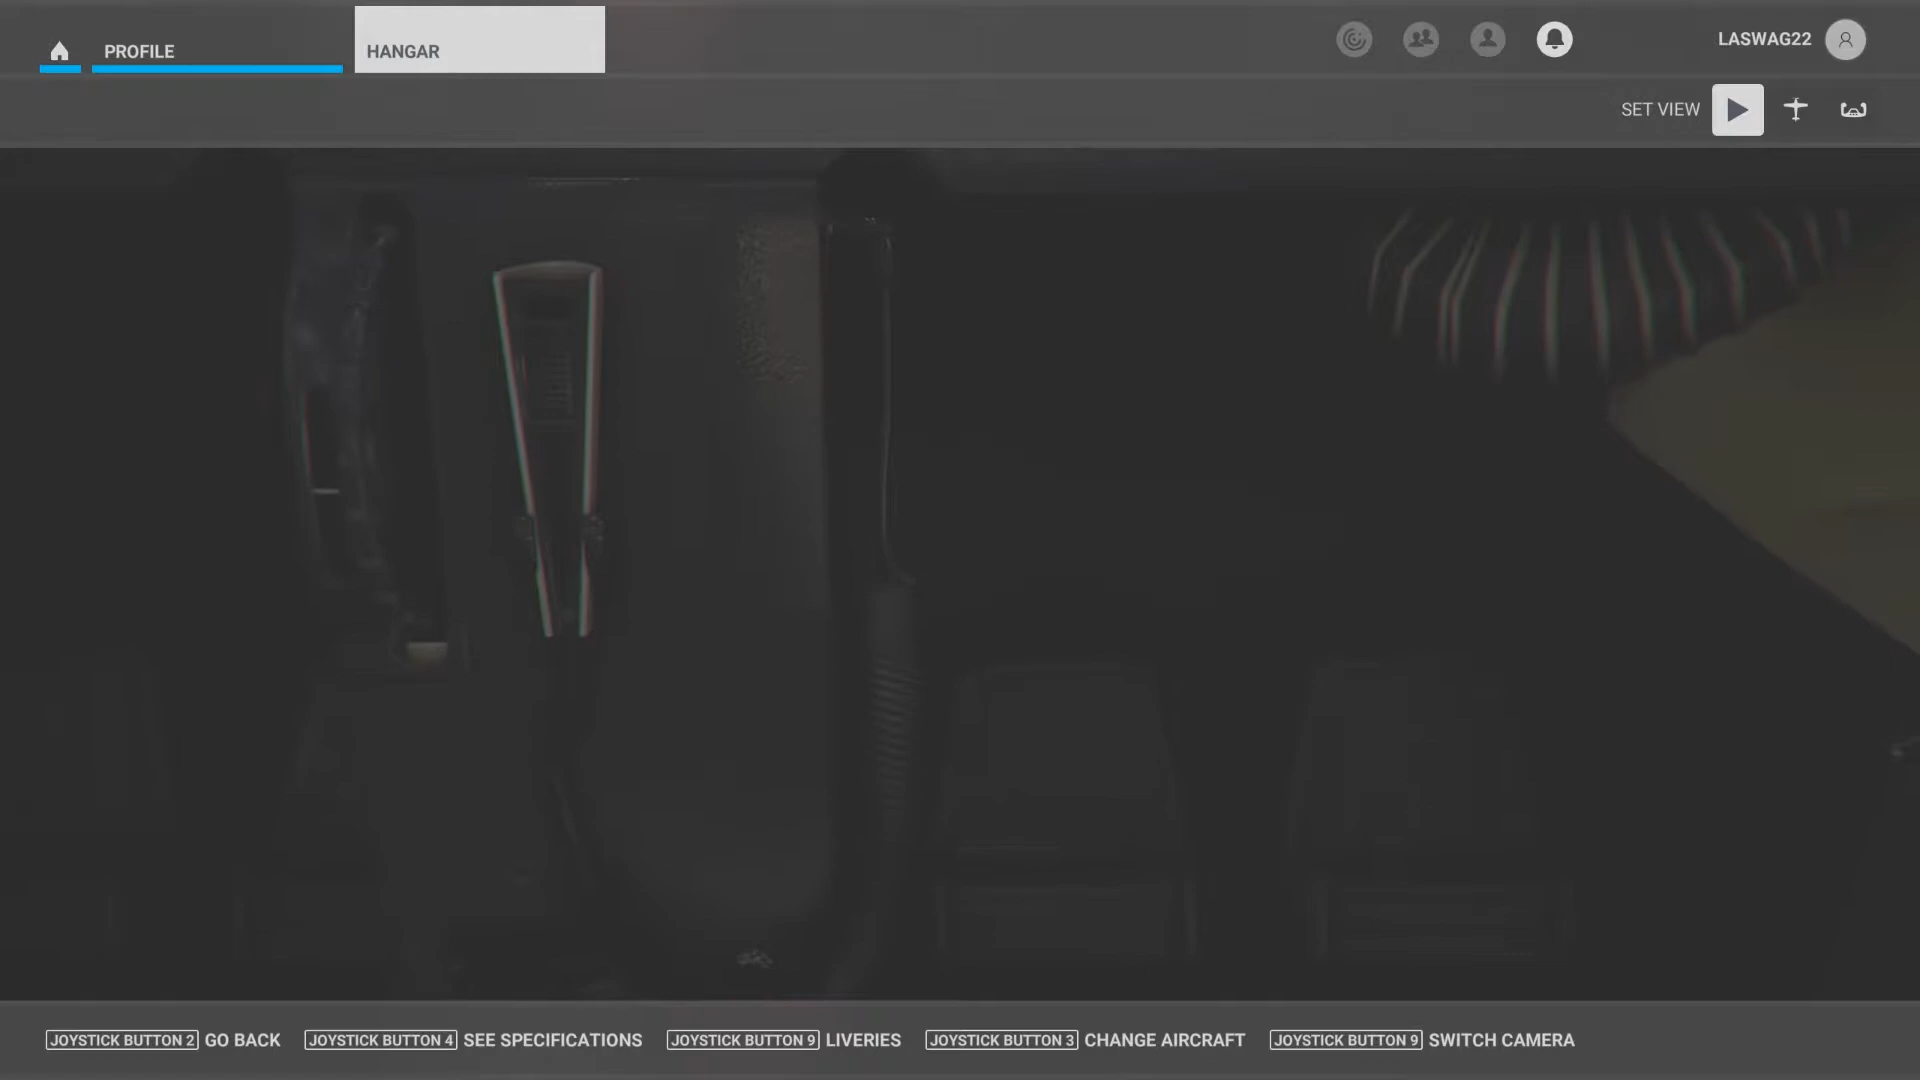 PROFILE
HANGAR
LASWAG22
SET VIEW
JOYSTICK BUTTON 2 GO BACK
JOYSTICK BUTTON 4 SEE SPECIFICATIONS
JOYSTICK BUTTON 9 LIVERIES
JOYSTICK BUTTON 3 CHANGE AIRCRAFT
JOYSTICK BUTTON 9 SWITCH CAMERA